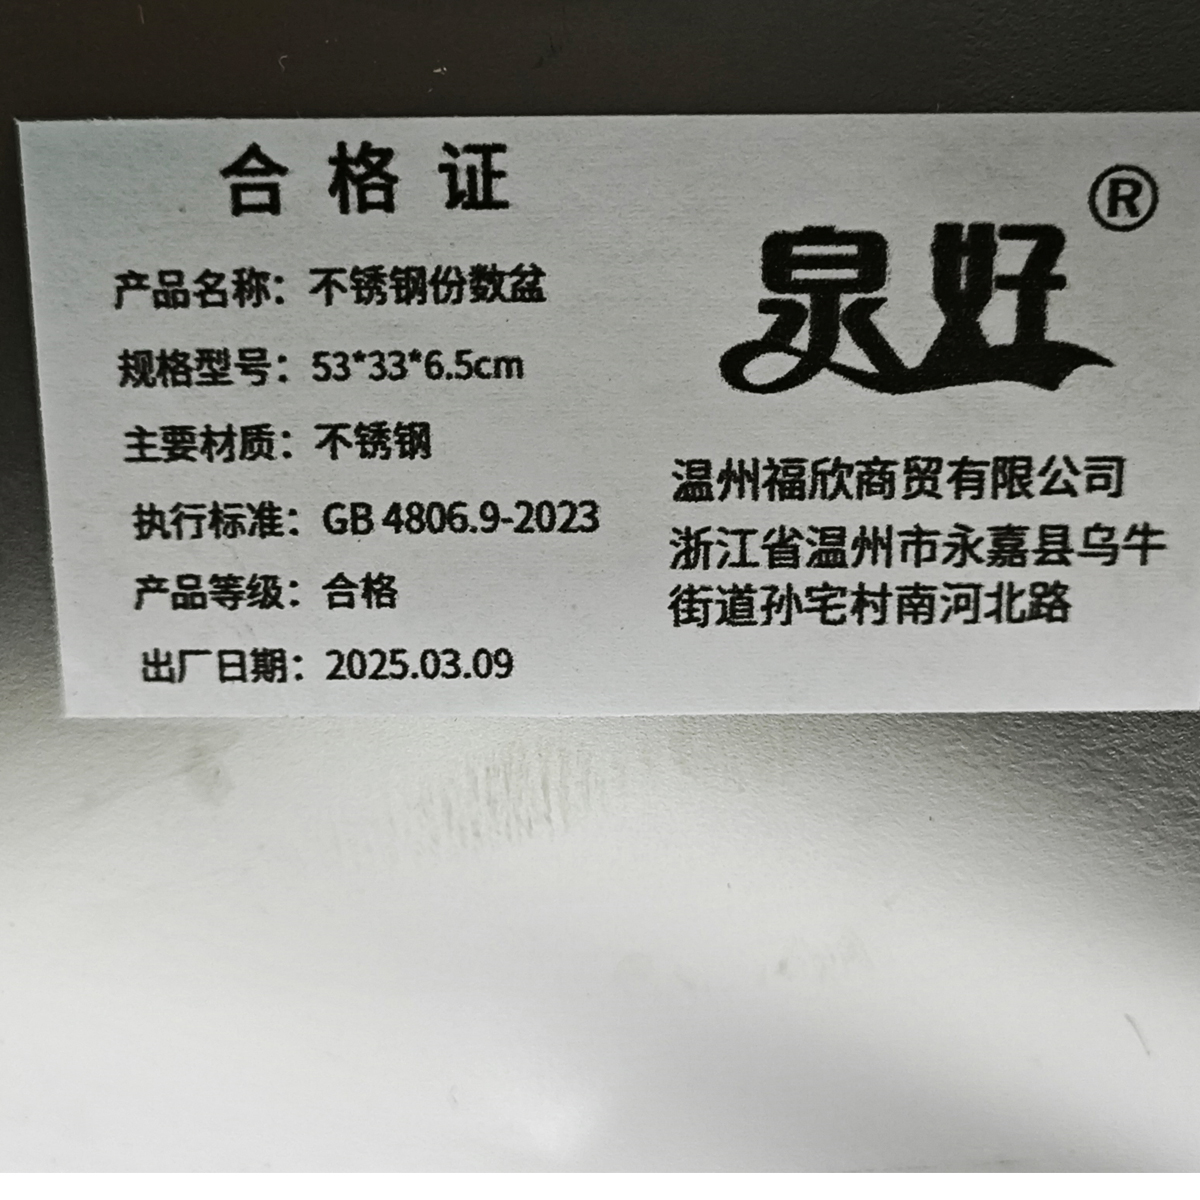 合格证
产品名称：不锈钢份数盆
规格型号：53*33*6.5cm
主要材质：不锈钢
执行标准：GB 4806.9-2023
产品等级：合格
出厂日期：2025.03.09
泉好®
温州福欣商贸有限公司
浙江省温州市永嘉县乌牛
街道孙宅村南河北路